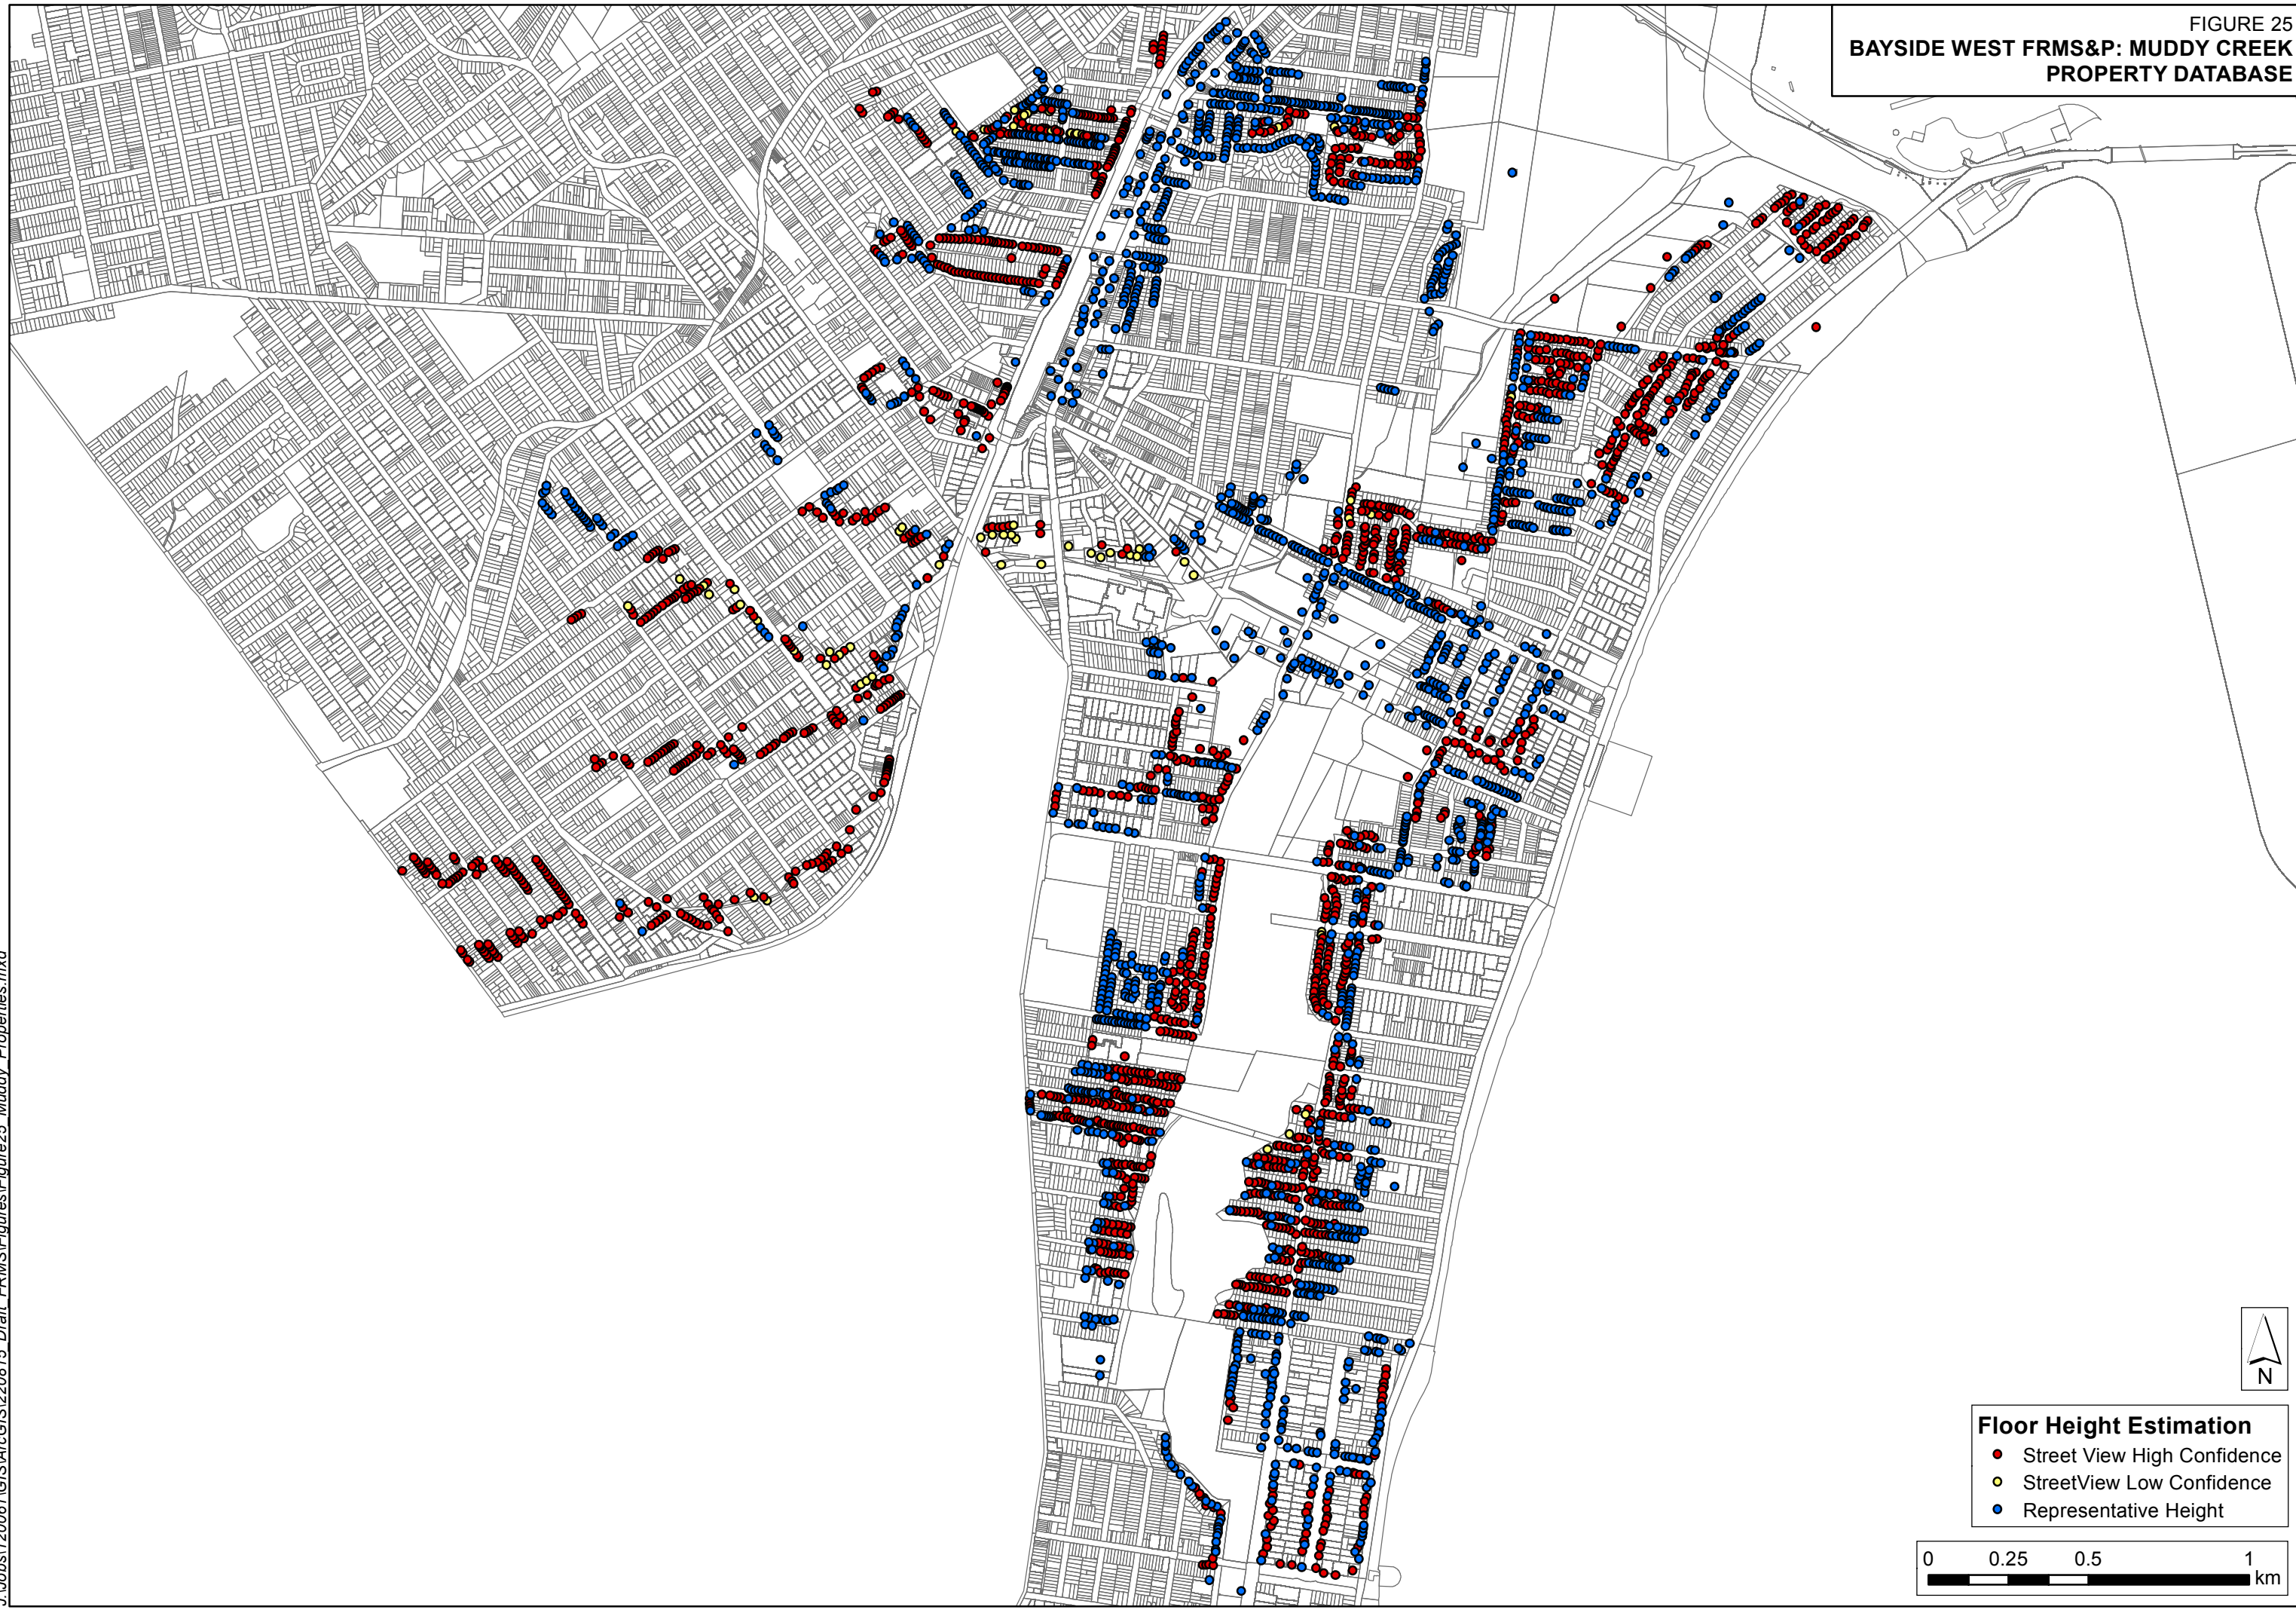 FIGURE 25
BAYSIDE WEST FRMS&P: MUDDY CREEK
PROPERTY DATABASE
N
Floor Height Estimation
Street View High Confidence
StreetView Low Confidence
Representative Height
0 0.25 0.5 1
km